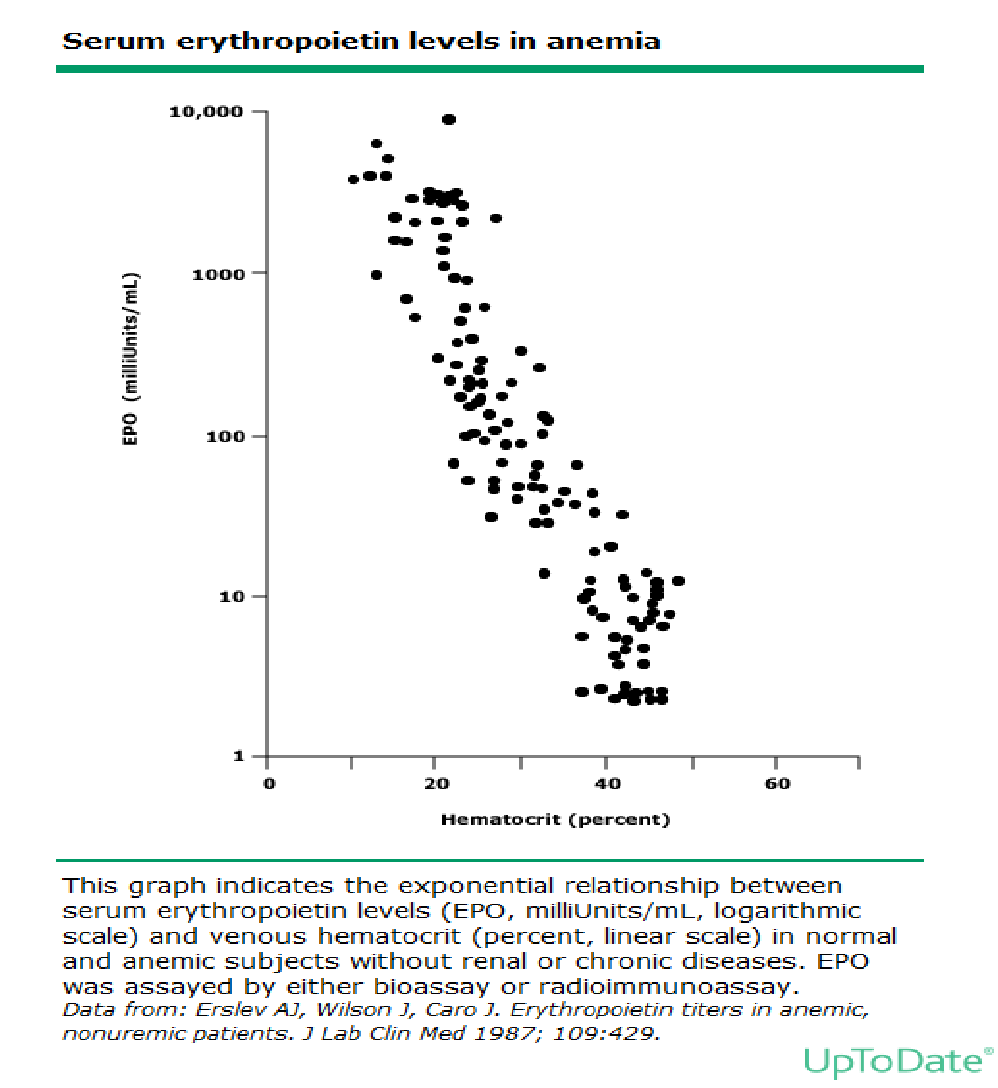 Serum erythropoietin levels in anemia
10,000
1000
100
10
1
EPO (milliUnits/mL)
0 20 40 60
Hematocrit (percent)
This graph indicates the exponential relationship between
serum erythropoietin levels (EPO, milliUnits/mL, logarithmic
scale) and venous hematocrit (percent, linear scale) in normal
and anemic subjects without renal or chronic diseases. EPO
was assayed by either bioassay or radioimmunoassay.
Data from: Erslev AJ, Wilson J, Caro J. Erythropoietin titers in anemic,
nonuremic patients. J Lab Clin Med 1987; 109:429.
UpToDate®